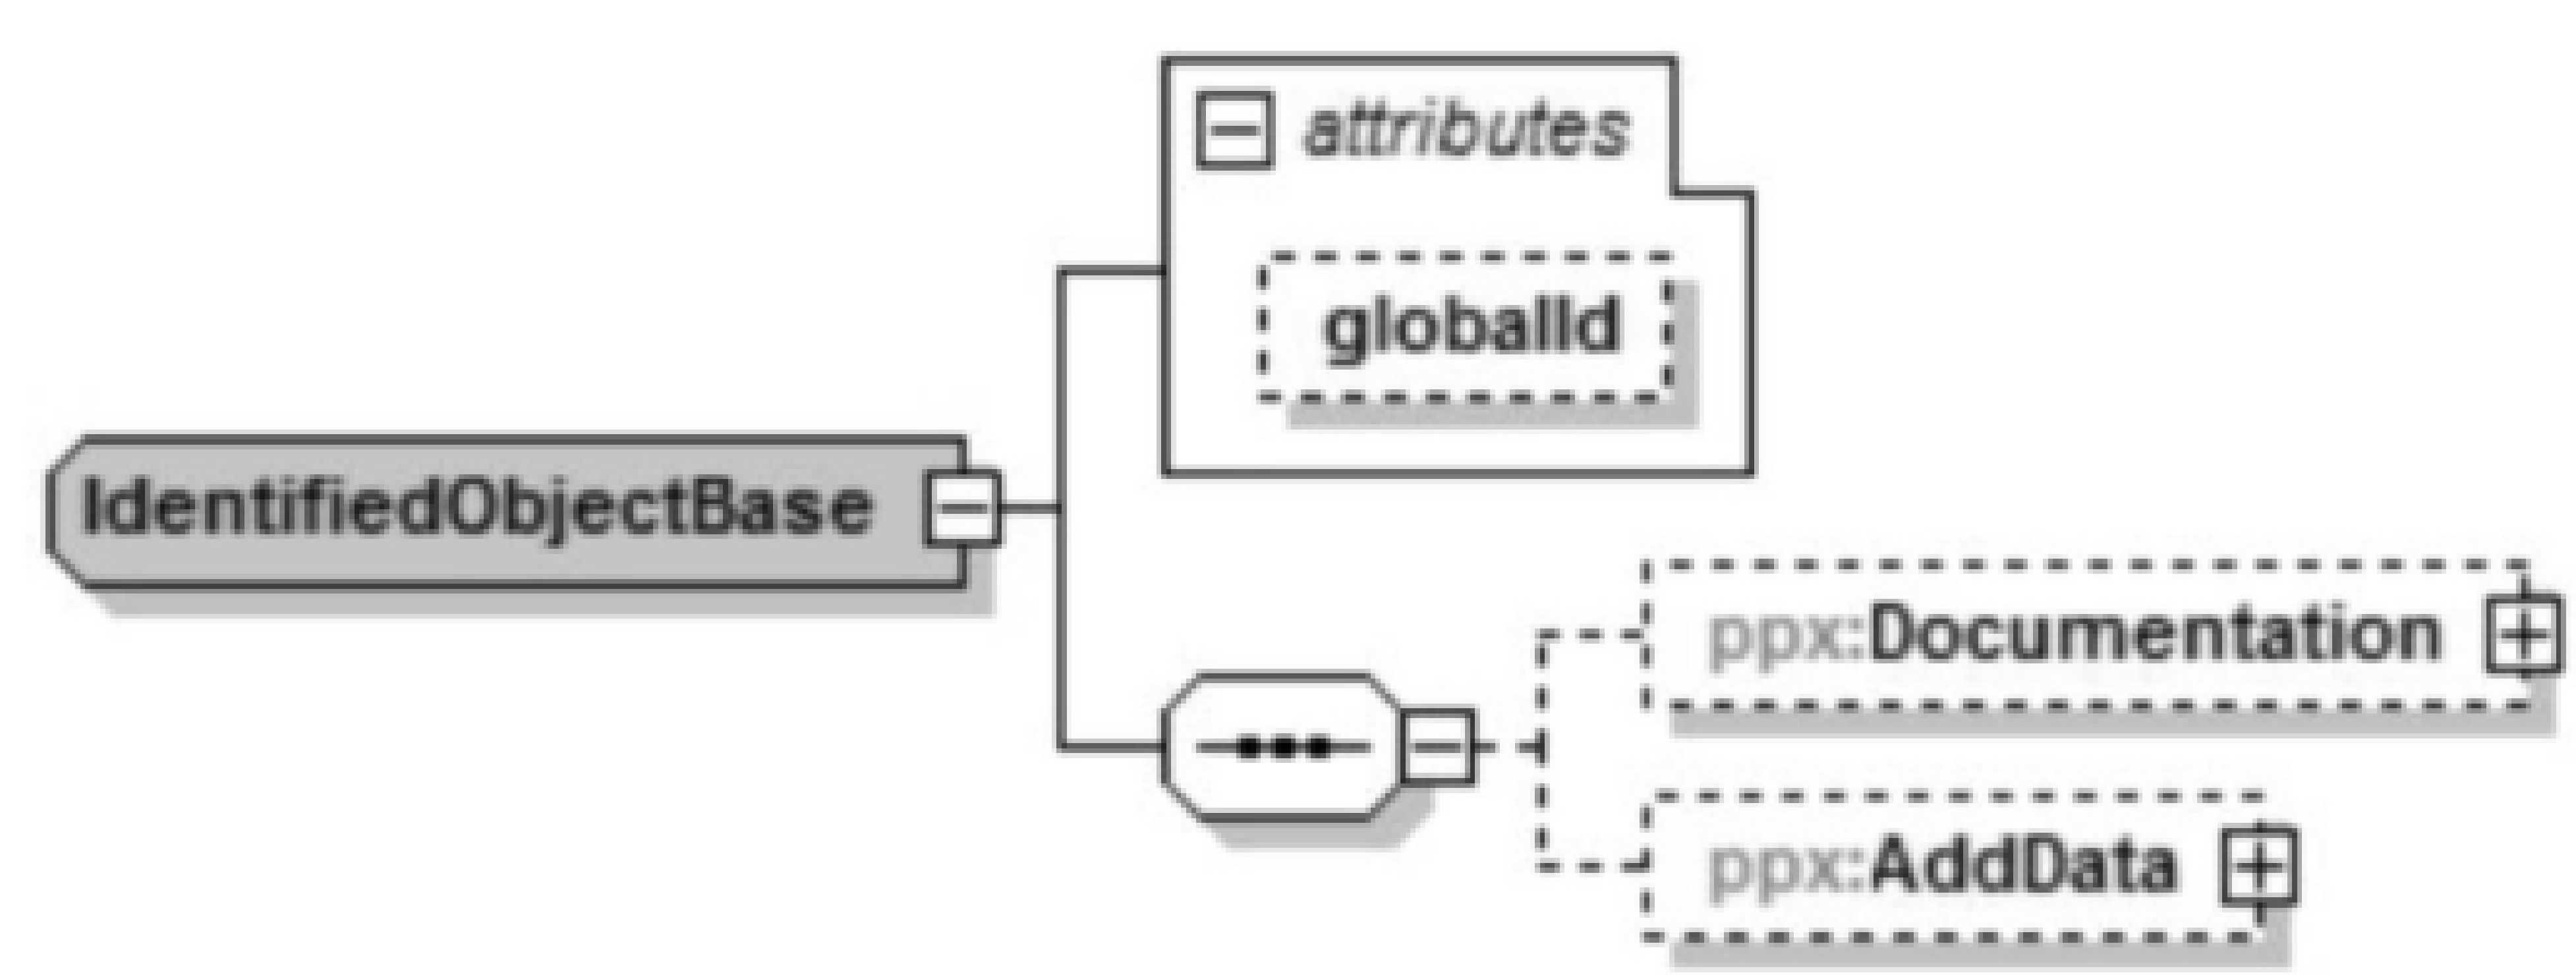 attributes
globalId
IdentifiedObjectBase
ppx:Documentation
ppx:AddData